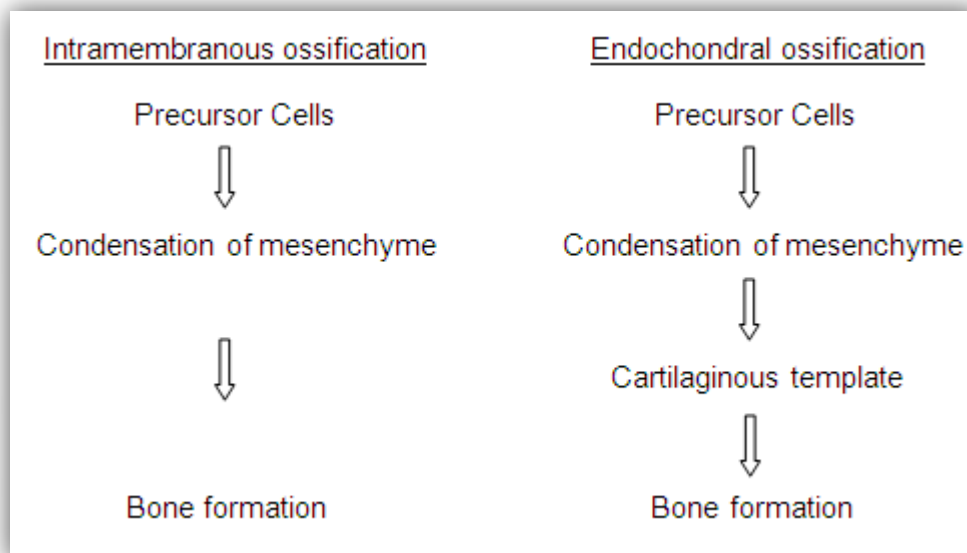 Intramembranous ossification
Precursor Cells
Condensation of mesenchyme
Bone formation
Endochondral ossification
Precursor Cells
Condensation of mesenchyme
Cartilaginous template
Bone formation